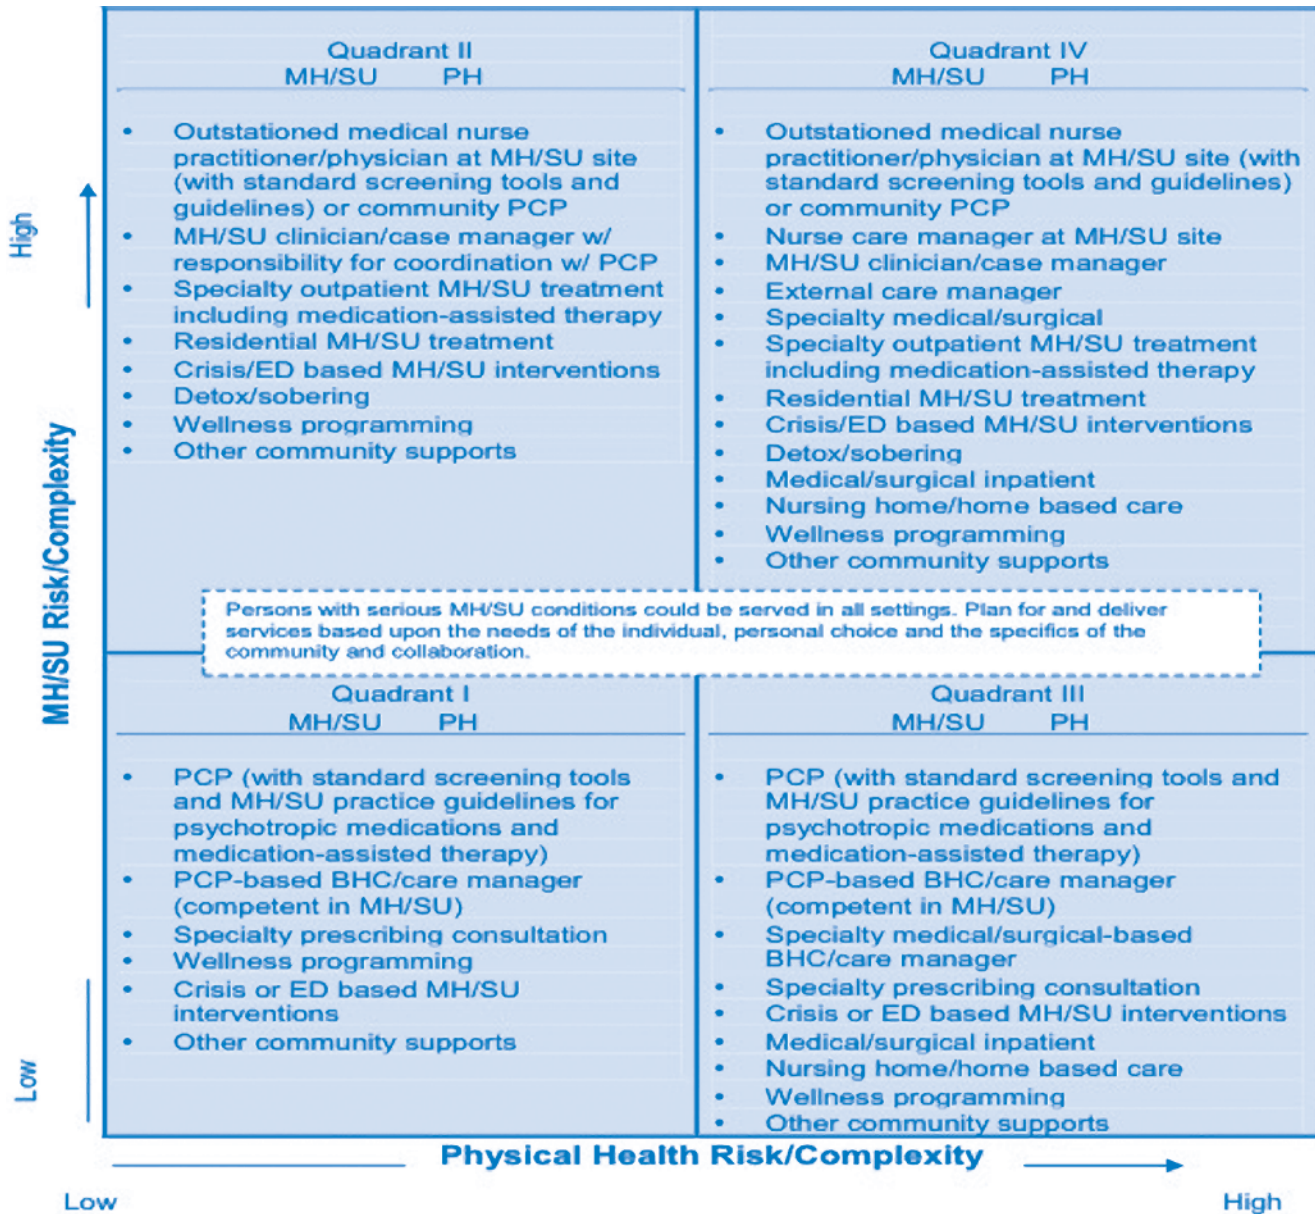 Quadrant II
MH/SU PH
• Outstationed medical nurse
practitioner/physician at MH/SU site
(with standard screening tools and
guidelines) or community PCP
• MH/SU clinician/case manager w/
responsibility for coordination w/ PCP
• Specialty outpatient MH/SU treatment
including medication-assisted therapy
• Residential MH/SU treatment
• Crisis/ED based MH/SU interventions
• Detox/sobering
• Wellness programming
• Other community supports
Quadrant IV
MH/SU PH
• Outstationed medical nurse
practitioner/physician at MH/SU site (with
standard screening tools and guidelines)
or community PCP
• Nurse care manager at MH/SU site
• MH/SU clinician/case manager
• External care manager
• Specialty medical/surgical
• Specialty outpatient MH/SU treatment
including medication-assisted therapy
• Residential MH/SU treatment
• Crisis/ED based MH/SU interventions
• Detox/sobering
• Medical/surgical inpatient
• Nursing home/home based care
• Wellness programming
• Other community supports
Persons with serious MH/SU conditions could be served in all settings. Plan for and deliver
services based upon the needs of the individual, personal choice and the specifics of the
community and collaboration.
Quadrant I
MH/SU PH
• PCP (with standard screening tools
and MH/SU practice guidelines for
psychotropic medications and
medication-assisted therapy)
• PCP-based BHC/care manager
(competent in MH/SU)
• Specialty prescribing consultation
• Wellness programming
• Crisis or ED based MH/SU
interventions
• Other community supports
Quadrant III
MH/SU PH
• PCP (with standard screening tools and
MH/SU practice guidelines for
psychotropic medications and
medication-assisted therapy)
• PCP-based BHC/care manager
(competent in MH/SU)
• Specialty medical/surgical-based
BHC/care manager
• Specialty prescribing consultation
• Crisis or ED based MH/SU interventions
• Medical/surgical inpatient
• Nursing home/home based care
• Wellness programming
• Other community supports
High
MH/SU Risk/Complexity
Low
Physical Health Risk/Complexity
Low
High